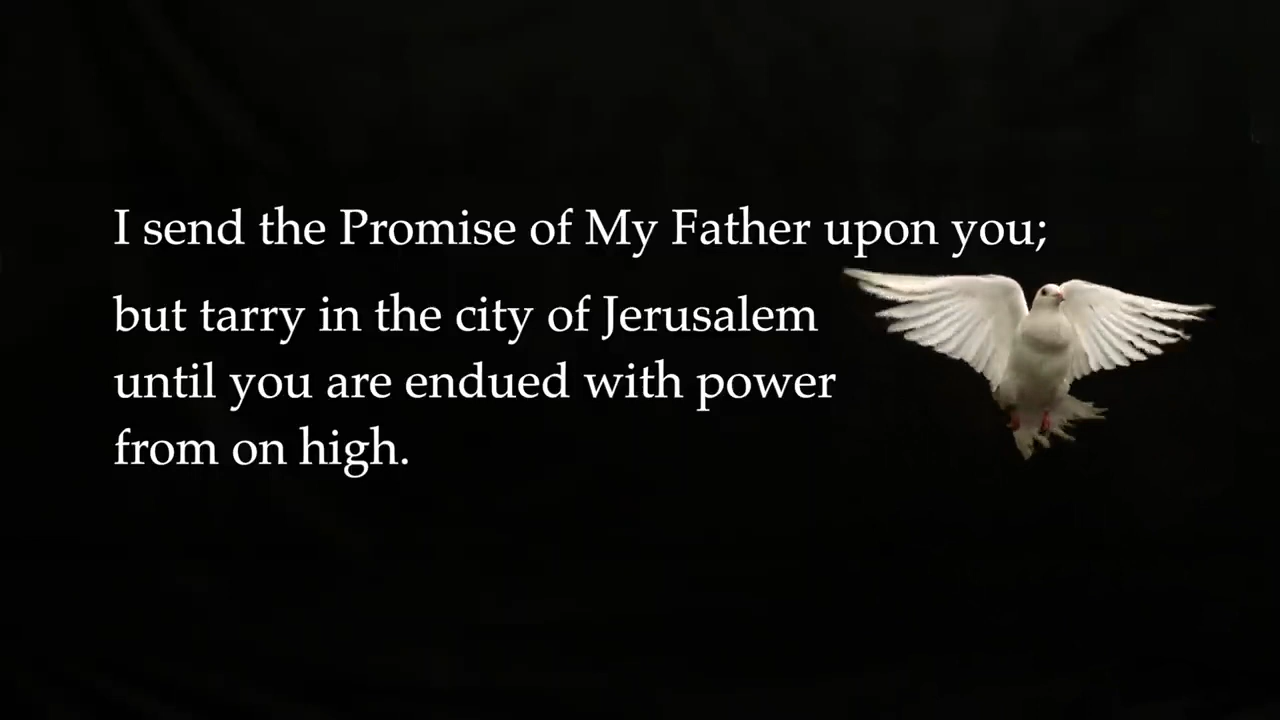 I send the Promise of My Father upon you;
but tarry in the city of Jerusalem
until you are endued with power
from on high.